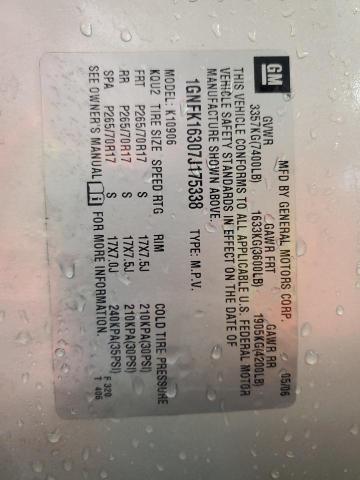 GM
MFD BY GENERAL MOTORS CORP. 05/06
GVWR GAWR FRT GAWR RR
3357KG(7400LB) 1633KG(3600LB) 1905KG(4200LB)
THIS VEHICLE CONFORMS TO ALL APPLICABLE U.S. FEDERAL MOTOR
VEHICLE SAFETY STANDARDS IN EFFECT ON THE DATE OF
MANUFACTURE SHOWN ABOVE.
1GNFK16307J175338 TYPE: M.P.V.
MODEL: K10906
KQU2 TIRE SIZE SPEED RTG RIM COLD TIRE PRESSURE
FRT P265/70R17 S 17X7.5J 210KPA(30PSI)
RR P265/70R17 S 17X7.5J 210KPA(30PSI)
SPA P265/70R17 S 17X7.0J 240KPA(35PSI)
SEE OWNER'S MANUAL i FOR MORE INFORMATION.
F 320
T 406